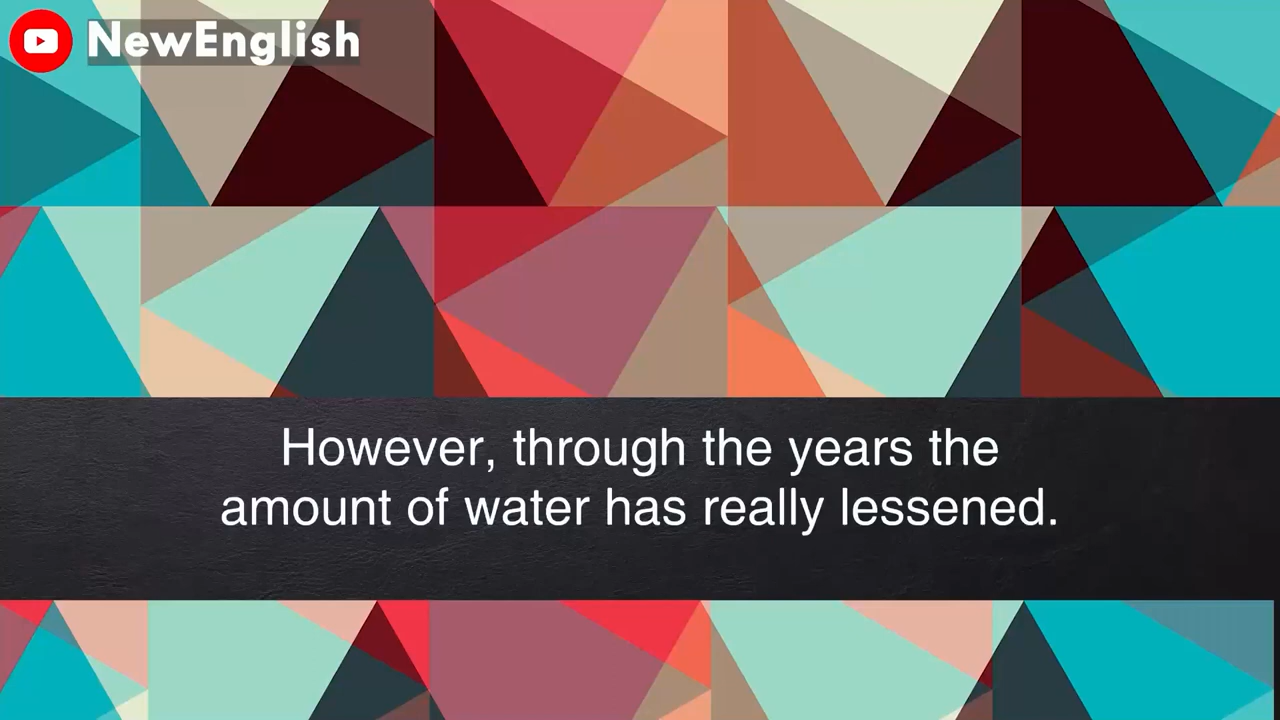 NewEnglish
However, through the years the
amount of water has really lessened.